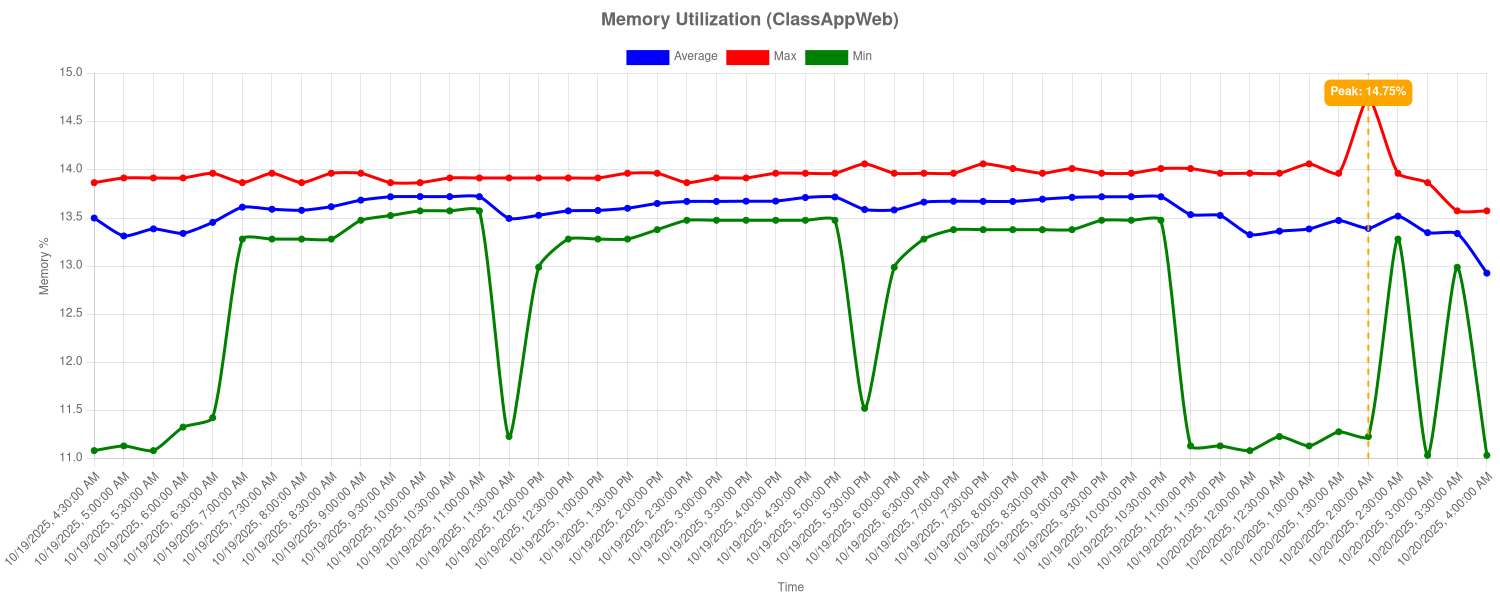 Memory Utilization (ClassAppWeb)
Average Max Min
15.0
Peak: 14.75%
14.5
14.0
13.5
13.0
12.5
12.0
11.5
11.0
Memory %
10/19/2025, 4:30:00 AM
10/19/2025, 5:00:00 AM
10/19/2025, 5:30:00 AM
10/19/2025, 6:00:00 AM
10/19/2025, 6:30:00 AM
10/19/2025, 7:00:00 AM
10/19/2025, 7:30:00 AM
10/19/2025, 8:00:00 AM
10/19/2025, 8:30:00 AM
10/19/2025, 9:00:00 AM
10/19/2025, 9:30:00 AM
10/19/2025, 10:00:00 AM
10/19/2025, 10:30:00 AM
10/19/2025, 11:00:00 AM
10/19/2025, 11:30:00 AM
10/19/2025, 12:00:00 PM
10/19/2025, 12:30:00 PM
10/19/2025, 1:00:00 PM
10/19/2025, 1:30:00 PM
10/19/2025, 2:00:00 PM
10/19/2025, 2:30:00 PM
10/19/2025, 3:00:00 PM
10/19/2025, 3:30:00 PM
10/19/2025, 4:00:00 PM
10/19/2025, 4:30:00 PM
10/19/2025, 5:00:00 PM
10/19/2025, 5:30:00 PM
10/19/2025, 6:00:00 PM
10/19/2025, 6:30:00 PM
10/19/2025, 7:00:00 PM
10/19/2025, 7:30:00 PM
10/19/2025, 8:00:00 PM
10/19/2025, 8:30:00 PM
10/19/2025, 9:00:00 PM
10/19/2025, 9:30:00 PM
10/19/2025, 10:00:00 PM
10/19/2025, 10:30:00 PM
10/19/2025, 11:00:00 PM
10/19/2025, 11:30:00 PM
10/20/2025, 12:00:00 AM
10/20/2025, 12:30:00 AM
10/20/2025, 1:00:00 AM
10/20/2025, 1:30:00 AM
10/20/2025, 2:00:00 AM
10/20/2025, 2:30:00 AM
10/20/2025, 3:00:00 AM
10/20/2025, 3:30:00 AM
10/20/2025, 4:00:00 AM
Time